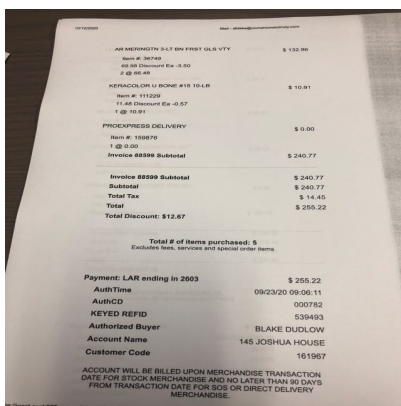 10/12/2020
AR MERINGTN 3-LT BN FRST GLS VTY $ 132.96
Item #: 36749
69.98 Discount Ea -3.50
2 @ 66.48
KERACOLOR U BONE #15 10-LB $ 10.91
Item #: 111229
11.48 Discount Ea -0.57
1 @ 10.91
PROEXPRESS DELIVERY $ 0.00
Item #: 159876
1 @ 0.00
Invoice 88599 Subtotal $ 240.77
Invoice 88599 Subtotal $ 240.77
Subtotal $ 240.77
Total Tax $ 14.45
Total $ 255.22
Total Discount: $12.67
Total # of items purchased: 5
Excludes fees, services and special order items
Payment: LAR ending in 2603 $ 255.22
AuthTime 09/23/20 09:06:11
AuthCD 000782
KEYED REFID 539493
Authorized Buyer BLAKE DUDLOW
Account Name 145 JOSHUA HOUSE
Customer Code 161967
ACCOUNT WILL BE BILLED UPON MERCHANDISE TRANSACTION
DATE FOR STOCK MERCHANDISE AND NO LATER THAN 90 DAYS
FROM TRANSACTION DATE FOR SOS OR DIRECT DELIVERY
MERCHANDISE.